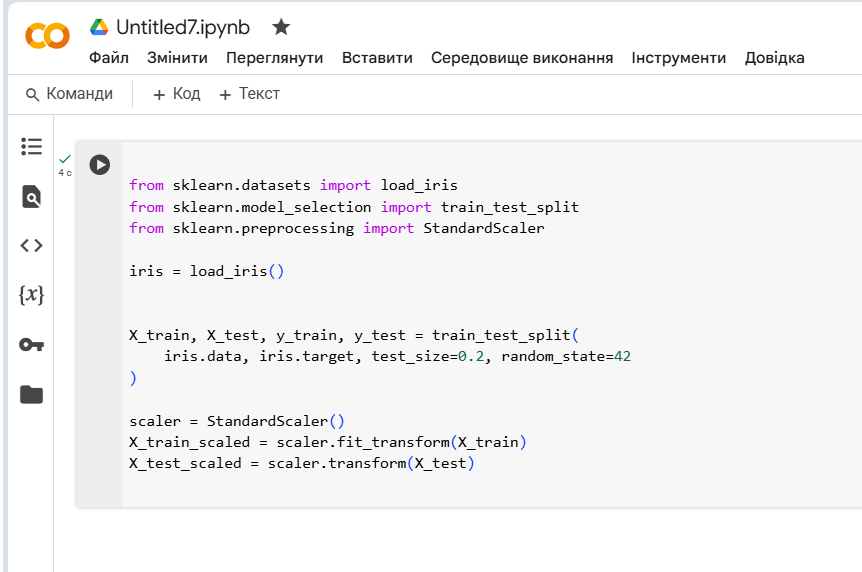 Untitled7.ipynb
Файл Змінити Переглянути Вставити Середовище виконання Інструменти Довідка
Команди + Код + Текст
4 с
from sklearn.datasets import load_iris
from sklearn.model_selection import train_test_split
from sklearn.preprocessing import StandardScaler
iris = load_iris()
X_train, X_test, y_train, y_test = train_test_split(
    iris.data, iris.target, test_size=0.2, random_state=42
)
scaler = StandardScaler()
X_train_scaled = scaler.fit_transform(X_train)
X_test_scaled = scaler.transform(X_test)